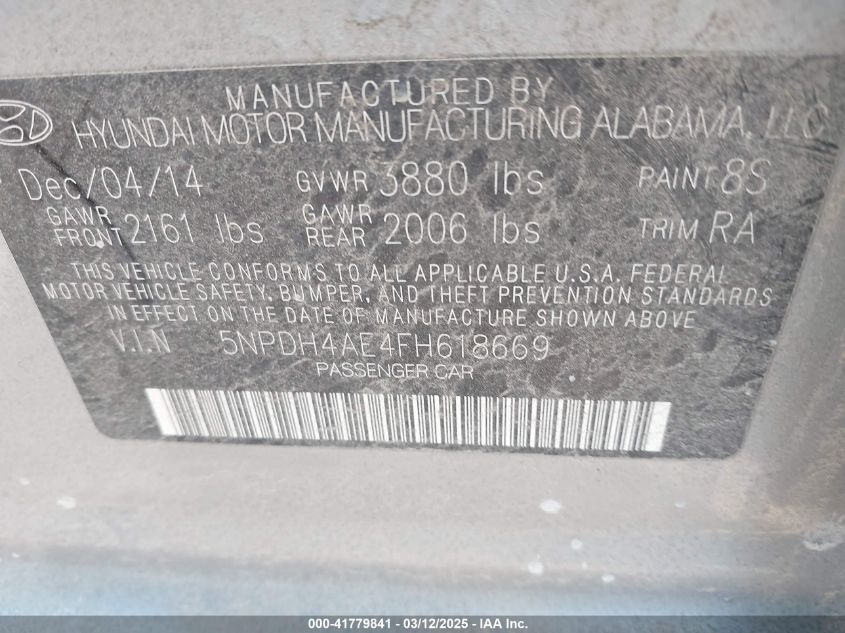 MANUFACTURED BY
HYUNDAI MOTOR MANUFACTURING ALABAMA, LLC
Dec/04/14 GVWR 3880 lbs PAINT 8S
GAWR FRONT 2161 lbs GAWR REAR 2006 lbs TRIM RA
THIS VEHICLE CONFORMS TO ALL APPLICABLE U.S.A. FEDERAL
MOTOR VEHICLE SAFETY, BUMPER, AND THEFT PREVENTION STANDARDS
IN EFFECT ON THE DATE OF MANUFACTURE SHOWN ABOVE.
V.I.N 5NPDH4AE4FH618669
PASSENGER CAR
000-41779841 - 03/12/2025 - IAA Inc.